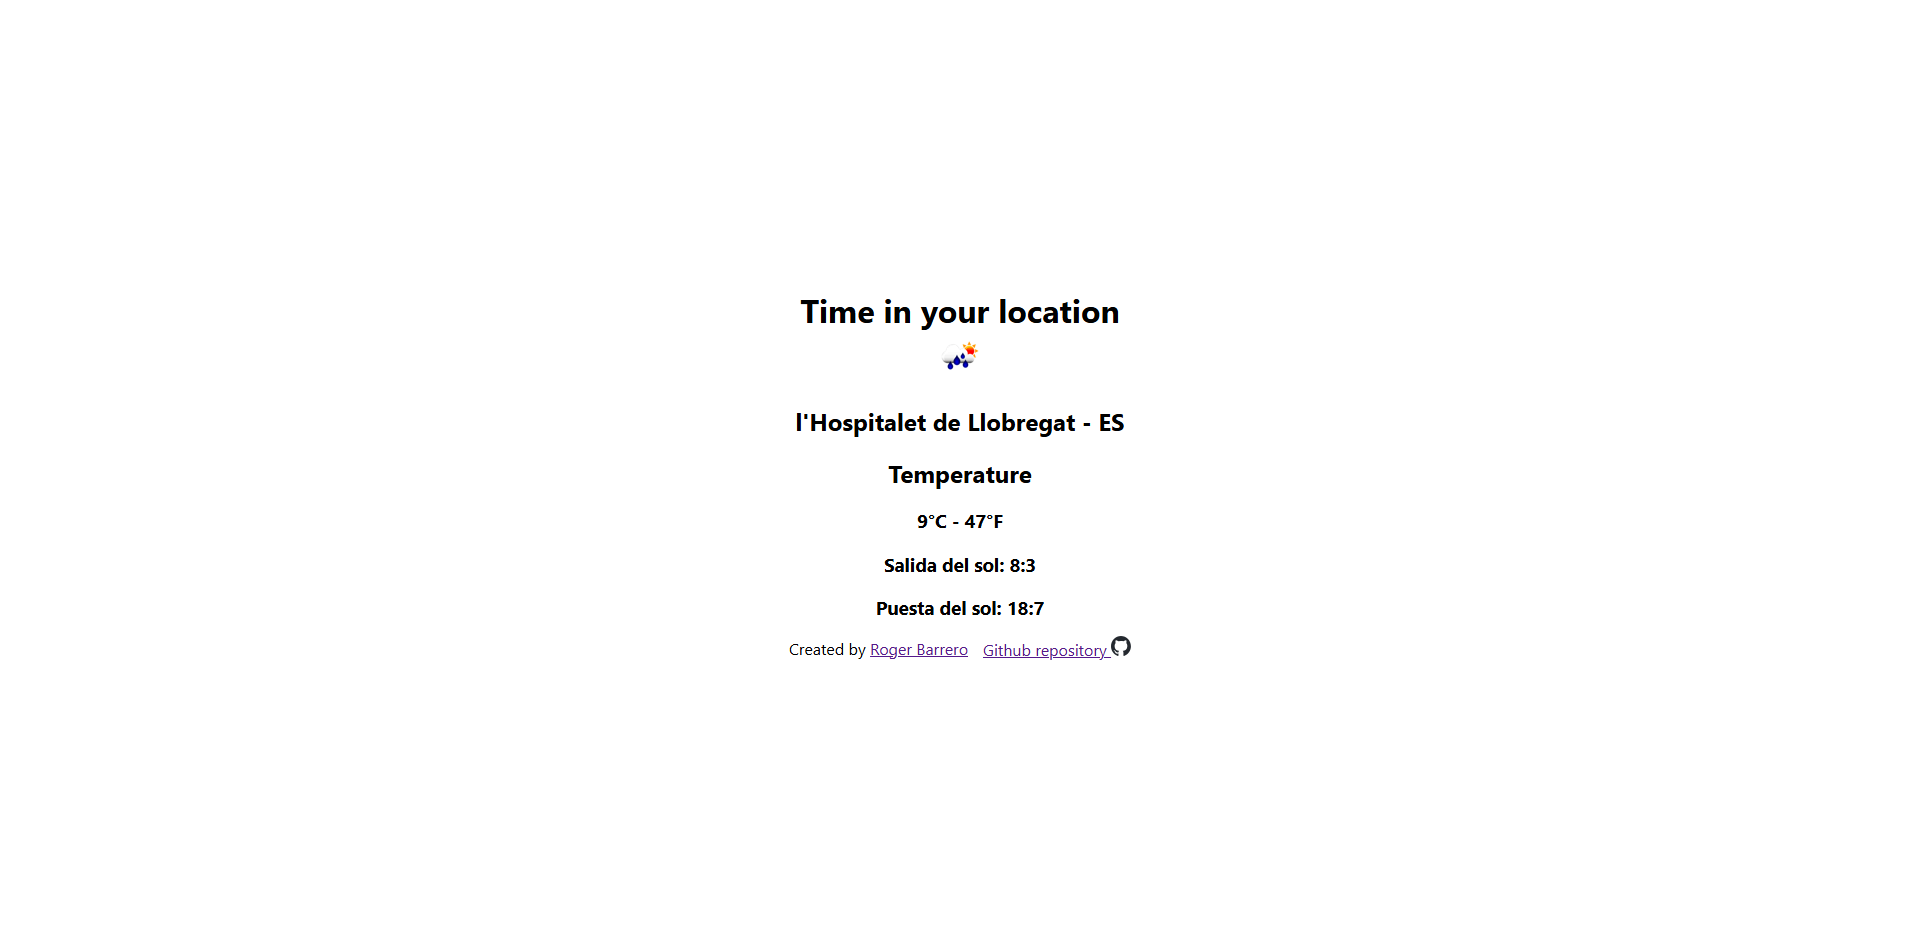 Time in your location
l'Hospitalet de Llobregat - ES
Temperature
9°C - 47°F
Salida del sol: 8:3
Puesta del sol: 18:7
Created by Roger Barrero Github repository